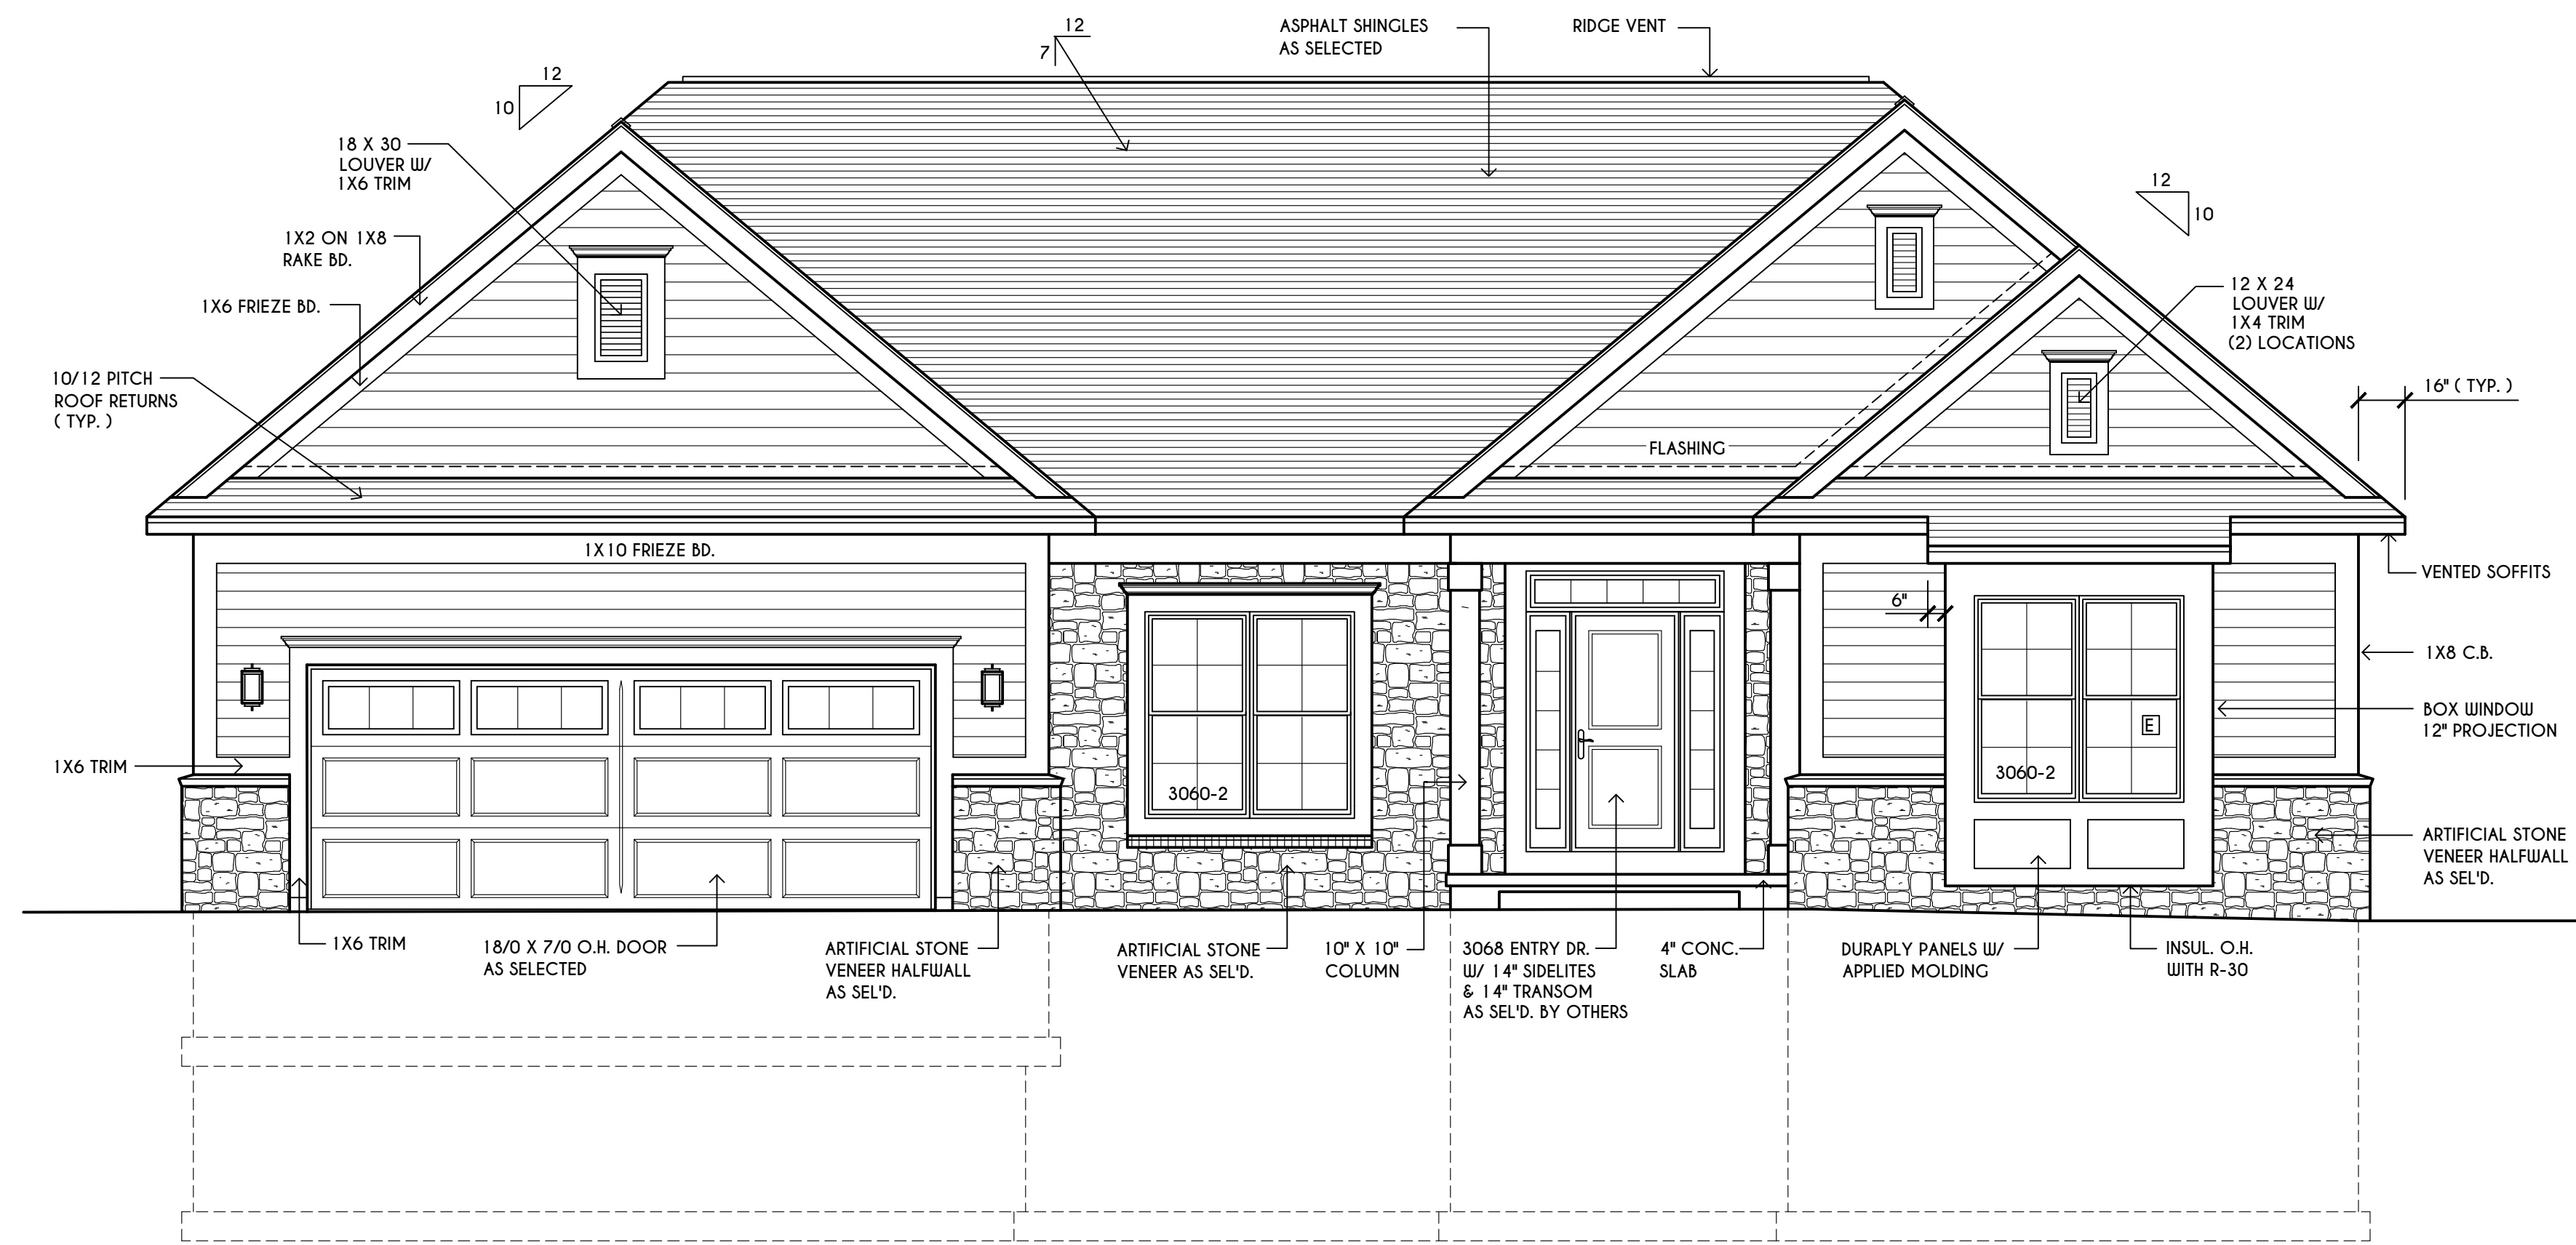 12
7
ASPHALT SHINGLES
AS SELECTED
RIDGE VENT
12
10
18 X 30
LOUVER W/
1X6 TRIM
12
10
1X2 ON 1X8
RAKE BD.
1X6 FRIEZE BD.
12 X 24
LOUVER W/
1X4 TRIM
(2) LOCATIONS
10/12 PITCH
ROOF RETURNS
( TYP. )
16" ( TYP. )
FLASHING
1X10 FRIEZE BD.
VENTED SOFFITS
6"
1X8 C.B.
BOX WINDOW
12" PROJECTION
E
1X6 TRIM
3060-2
3060-2
ARTIFICIAL STONE
VENEER HALFWALL
AS SEL'D.
1X6 TRIM
18/0 X 7/0 O.H. DOOR
AS SELECTED
ARTIFICIAL STONE
VENEER HALFWALL
AS SEL'D.
ARTIFICIAL STONE
VENEER AS SEL'D.
10" X 10"
COLUMN
3068 ENTRY DR.
W/ 14" SIDELITES
& 14" TRANSOM
AS SEL'D. BY OTHERS
4" CONC.
SLAB
DURAPLY PANELS W/
APPLIED MOLDING
INSUL. O.H.
WITH R-30